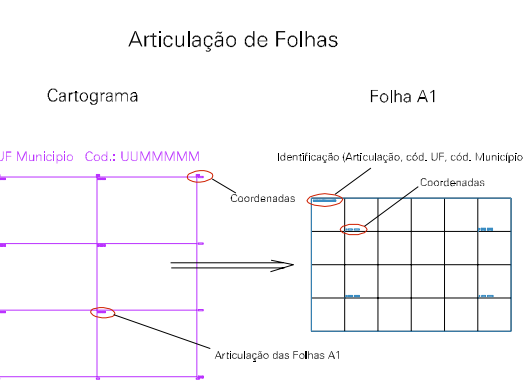 Articulação de Folhas
Cartograma
Folha A1
UF Municipio Cod.: UUMMMMM
Identificação (Articulação, cód. UF, cód. Município
Coordenadas
Coordenadas
Articulação das Folhas A1